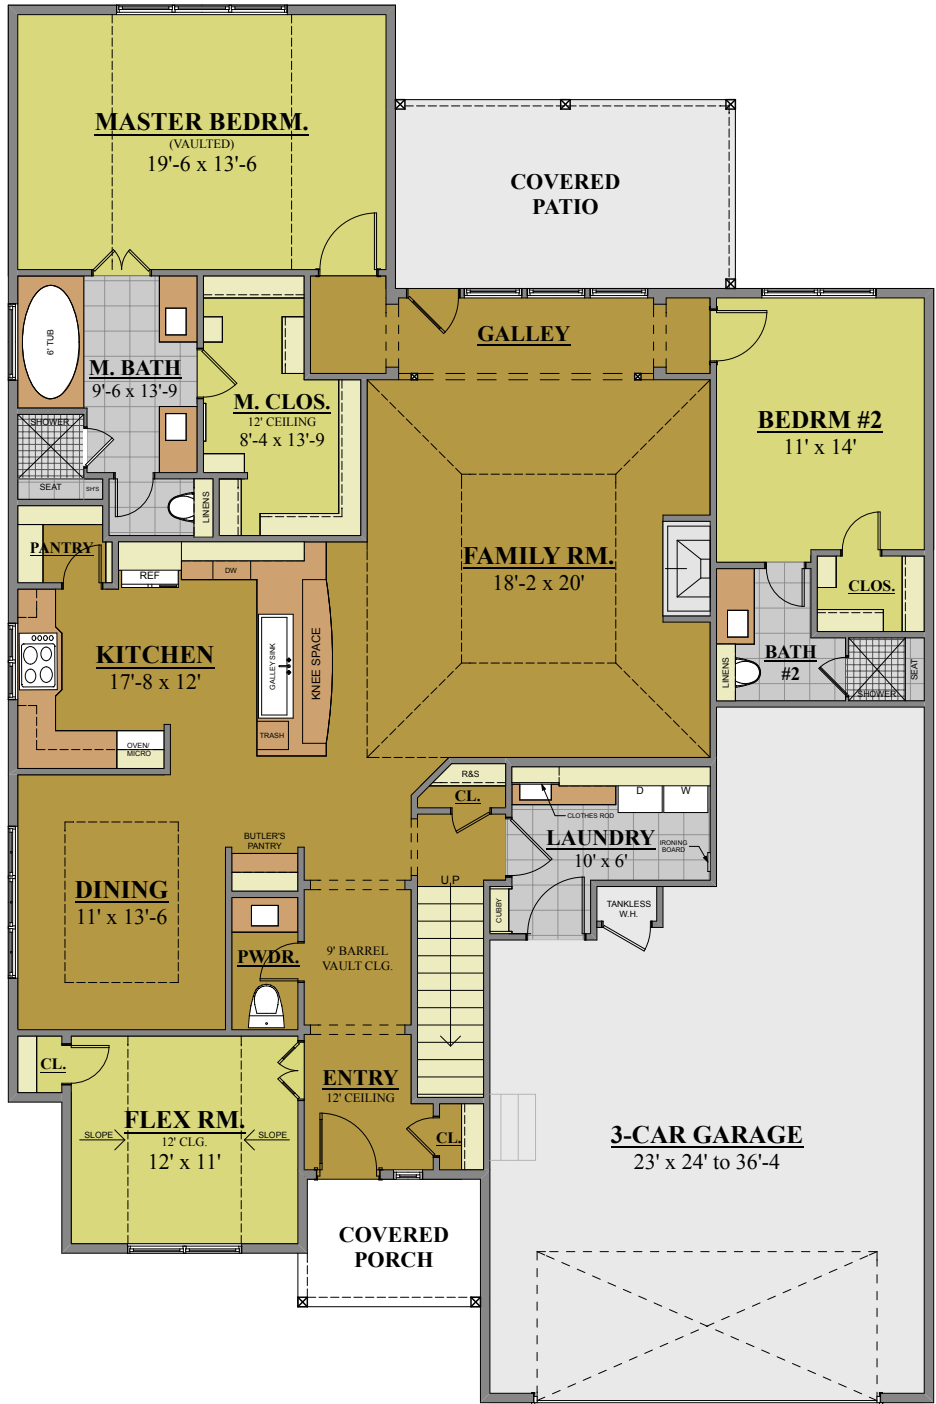 MASTER BEDRM.
(VAULTED)
19'-6 x 13'-6
COVERED
PATIO
GALLEY
6' TUB
M. BATH
9'-6 x 13'-9
M. CLOS.
12' CEILING
8'-4 x 13'-9
BEDRM #2
11' x 14'
SHOWER
SEAT
SH'S
LINENS
PANTRY
REF
DW
FAMILY RM.
18'-2 x 20'
CLOS.
KITCHEN
17'-8 x 12'
GALLEY SINK
KNEE SPACE
TRASH
OVEN/
MICRO
BATH
#2
LINENS
SHOWER
SEAT
R&S
CL.
D
W
CLOTHES ROD
LAUNDRY
10' x 6'
IRONING
BOARD
BUTLER'S
PANTRY
DINING
11' x 13'-6
U.P
CUBBY
TANKLESS
W.H.
PWDR.
9' BARREL
VAULT CLG.
CL.
ENTRY
12' CEILING
FLEX RM.
12' CLG.
12' x 11'
SLOPE
SLOPE
CL.
3-CAR GARAGE
23' x 24' to 36'-4
COVERED
PORCH